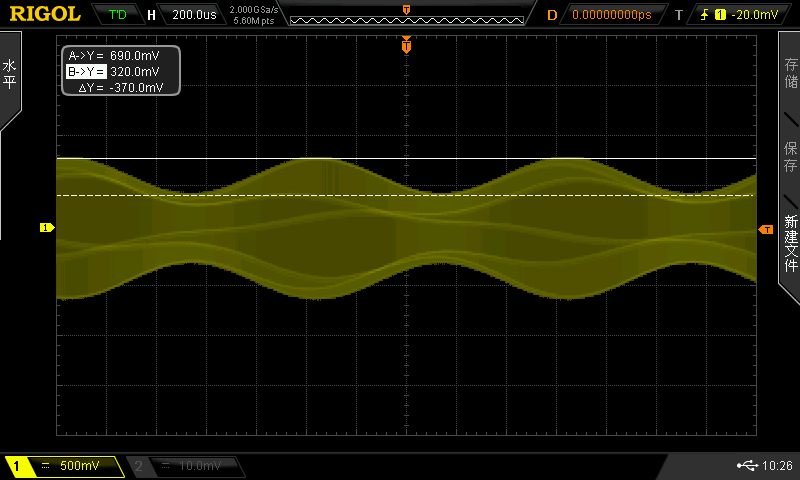 RIGOL T'D H 200.0us 2.000GSa/s 5.60M pts D 0.00000000ps T 1 -20.0mV
T
水平
A->Y = 690.0mV
B->Y = 320.0mV
ΔY = -370.0mV
T
存储
保存
新建文件
1
T
1 500mV 2 10.0mV 10:26